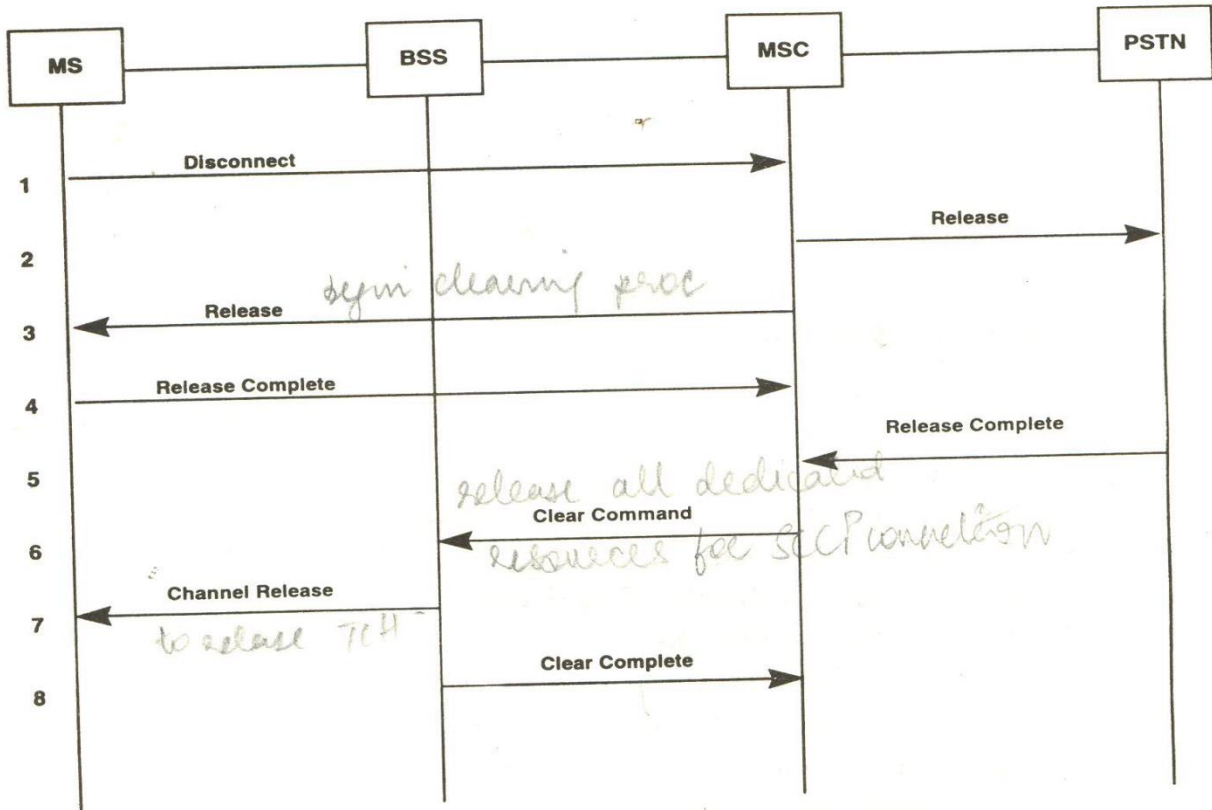 MS
BSS
MSC
PSTN
Disconnect
1
Release
2
begin clearing proc
Release
3
Release Complete
4
Release Complete
5
release all dedicated
Clear Command
6
resources for SCCP connection
Channel Release
7
to release TCH
Clear Complete
8